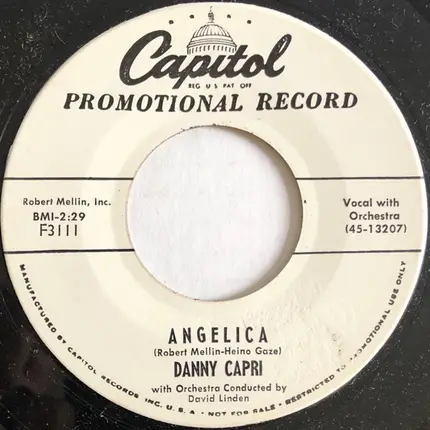 Capitol
REG U S PAT OFF
PROMOTIONAL RECORD
Robert Mellin, Inc.
BMI-2:29
F3111
Vocal with
Orchestra
(45-13207)
ANGELICA
(Robert Mellin-Heino Gaze)
DANNY CAPRI
with Orchestra Conducted by
David Linden
MANUFACTURED BY CAPITOL RECORDS INC. U. S. A. • NOT FOR SALE • RESTRICTED TO PROMOTIONAL USE ONLY